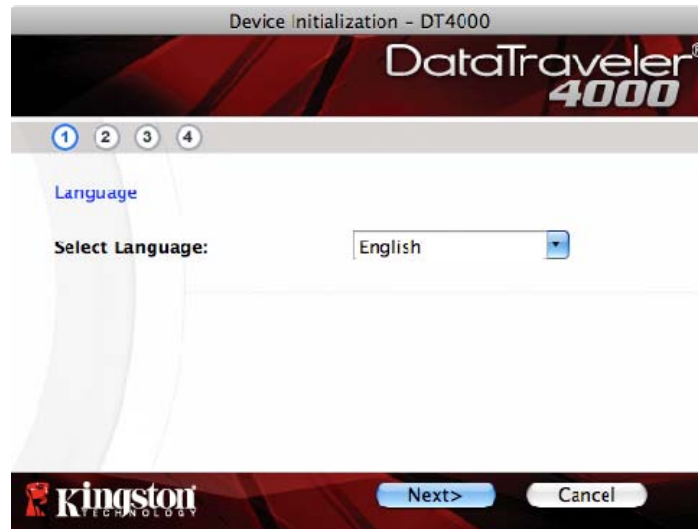 Device Initialization - DT4000
DataTraveler®
4000
1 2 3 4
Language
Select Language: English
Kingston
TECHNOLOGY
Next> Cancel